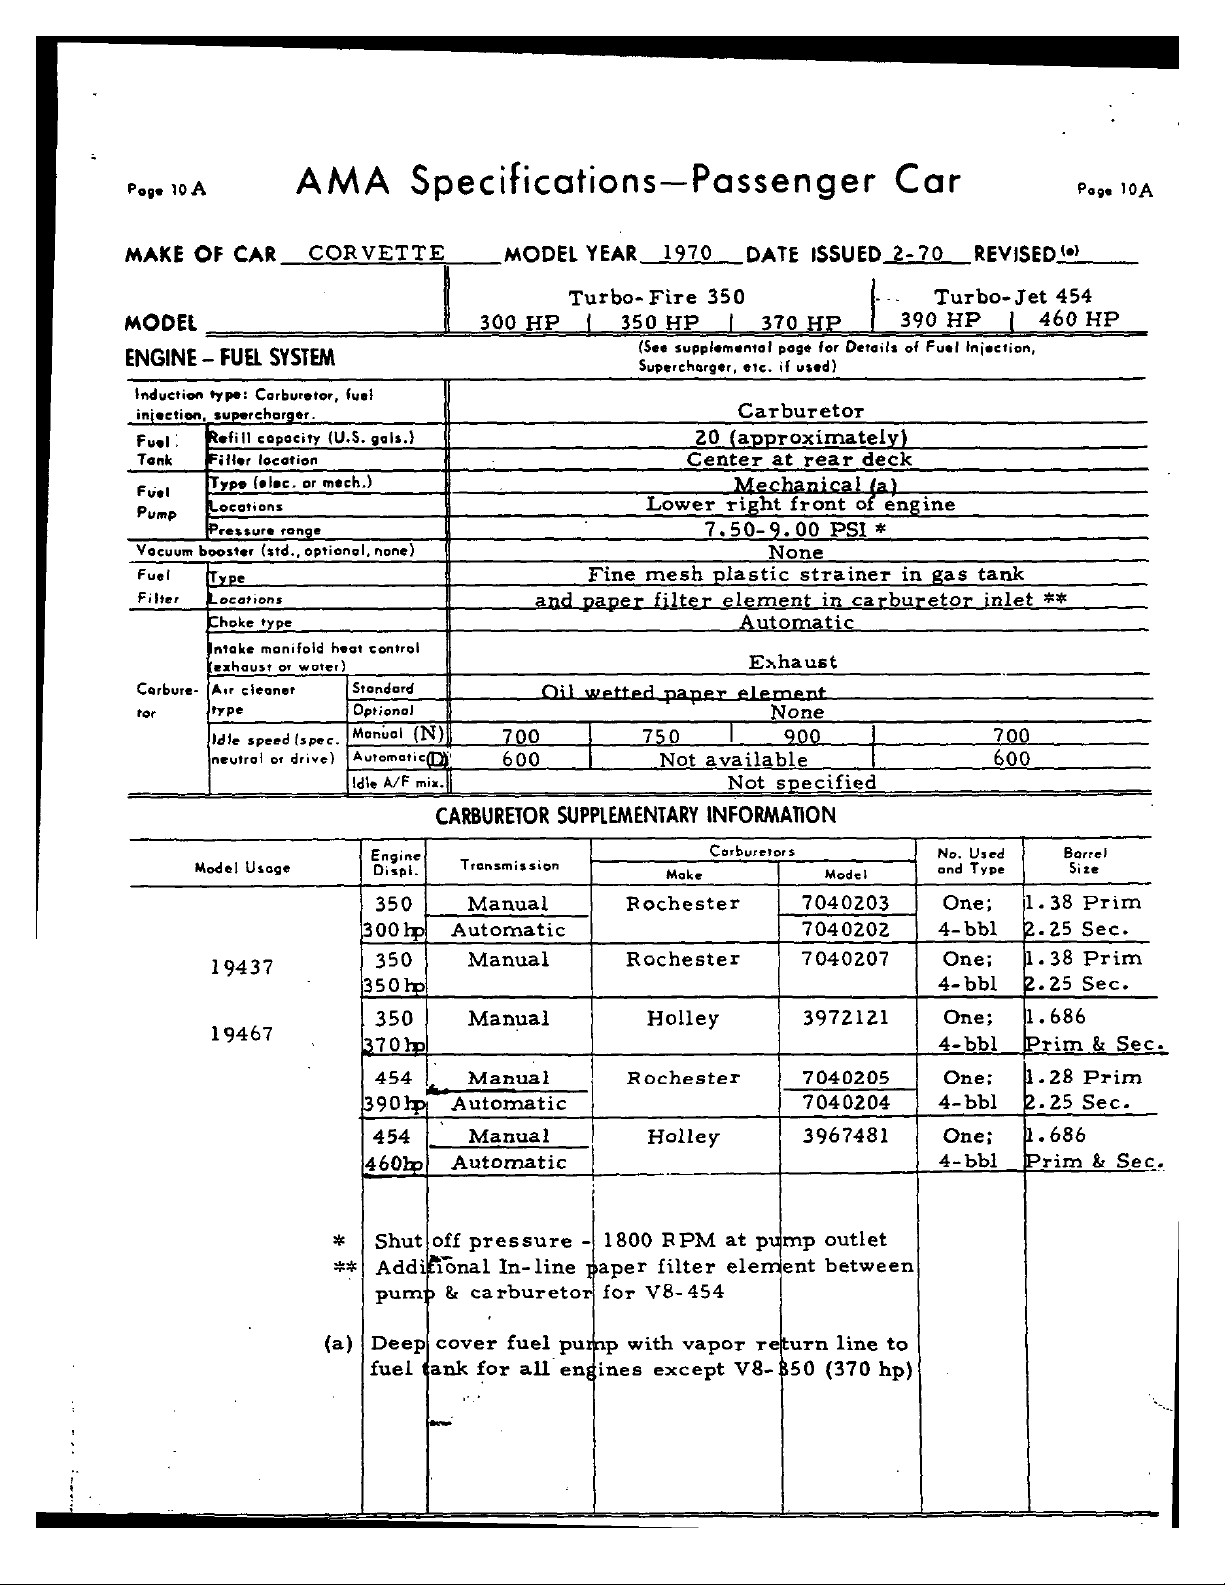 Page 10A AMA Specifications—Passenger Car Page 10A
MAKE OF CAR CORVETTE MODEL YEAR 1970 DATE ISSUED 2-70 REVISED (•)
Turbo-Fire 350 Turbo-Jet 454
MODEL 300 HP 350 HP 370 HP 390 HP 460 HP
ENGINE – FUEL SYSTEM (See supplemental page for Details of Fuel Injection,
Supercharger, etc. if used)
Induction type: Carburetor, fuel
injection, supercharger. Carburetor
Fuel Refill capacity (U.S. gals.) 20 (approximately)
Tank Filler location Center at rear deck
Fuel Type (elec. or mech.) Mechanical (a)
Pump Locations Lower right front of engine
Pressure range 7.50-9.00 PSI *
Vacuum booster (std., optional, none) None
Fuel Type Fine mesh plastic strainer in gas tank
Filter Locations and paper filter element in carburetor inlet **
Choke type Automatic
Intake manifold heat control
(exhaust or water) Exhaust
Carbure- Air cleaner Standard Oil wetted paper element
tor type Optional None
Idle speed (spec. Manual (N) 700 750 900 700
neutral or drive) Automatic (D) 600 Not available 600
Idle A/F mix. Not specified
CARBURETOR SUPPLEMENTARY INFORMATION
Model Usage Engine Transmission Carburetors No. Used Barrel
Displ. Make Model and Type Size
350 Manual Rochester 7040203 One; 1.38 Prim
300 hp Automatic 7040202 4-bbl 2.25 Sec.
19437 350 Manual Rochester 7040207 One; 1.38 Prim
350 hp 4-bbl 2.25 Sec.
19467 350 Manual Holley 3972121 One; 1.686
370 hp 4-bbl Prim & Sec.
454 Manual Rochester 7040205 One; 1.28 Prim
390 hp Automatic 7040204 4-bbl 2.25 Sec.
454 Manual Holley 3967481 One; 1.686
460 hp Automatic 4-bbl Prim & Sec.
* Shut off pressure - 1800 RPM at pump outlet
** Additional In-line paper filter element between
pump & carburetor for V8-454
(a) Deep cover fuel pump with vapor return line to
fuel tank for all engines except V8-350 (370 hp)